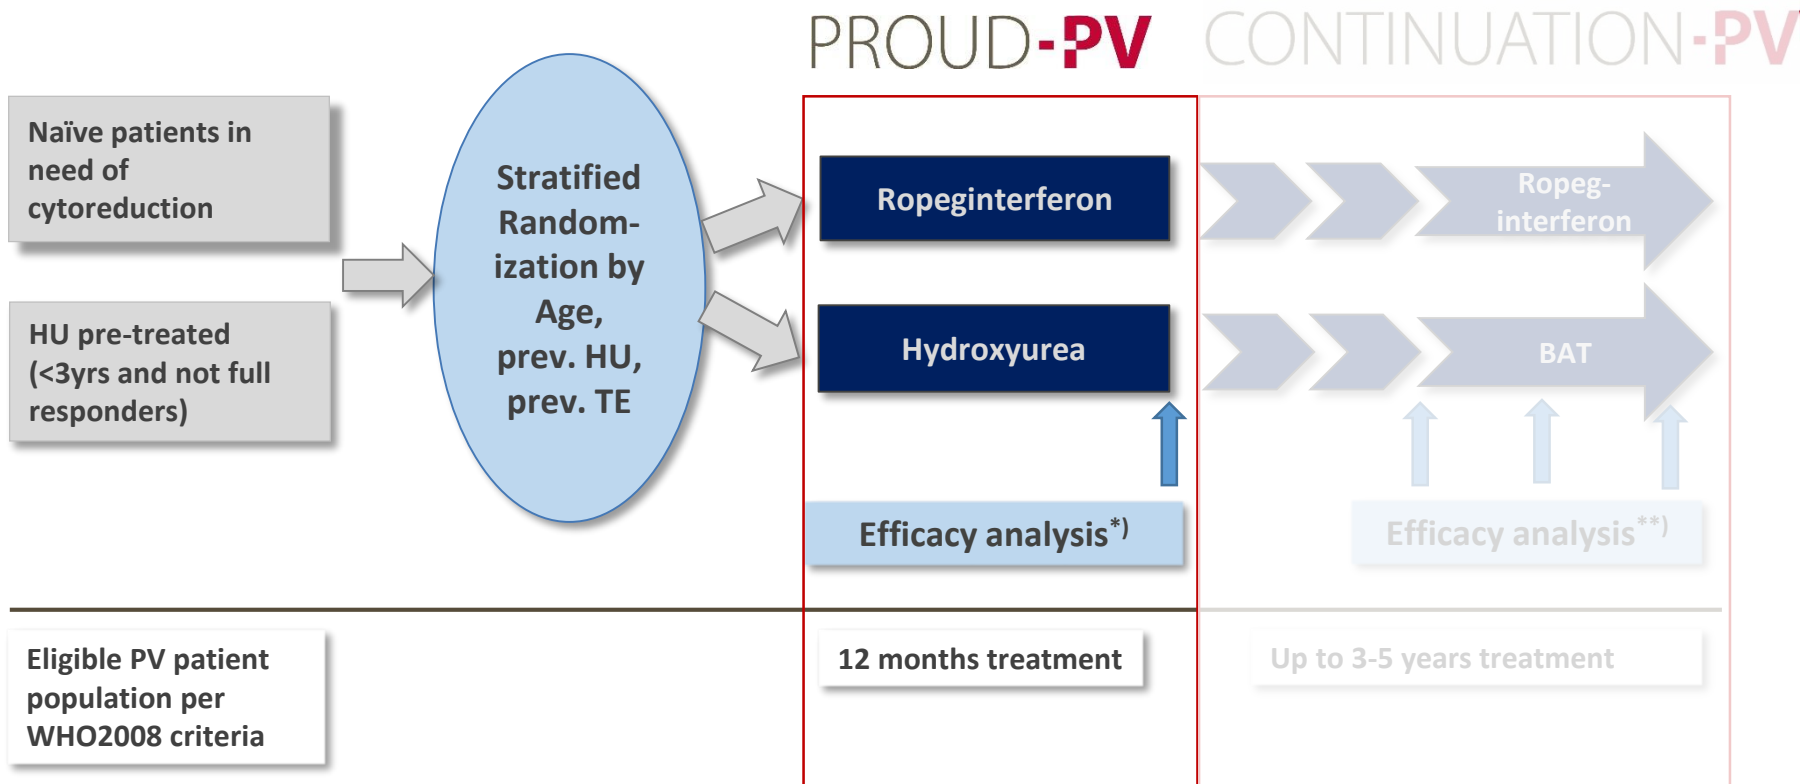 PROUD-PV
CONTINUATION-PV
Naïve patients in
need of
cytoreduction
HU pre-treated
(<3yrs and not full
responders)
Stratified
Random-
ization by
Age,
prev. HU,
prev. TE
Ropeginterferon
Hydroxyurea
Ropeg-
interferon
BAT
Efficacy analysis*)
Efficacy analysis**)
Eligible PV patient
population per
WHO2008 criteria
12 months treatment
Up to 3-5 years treatment